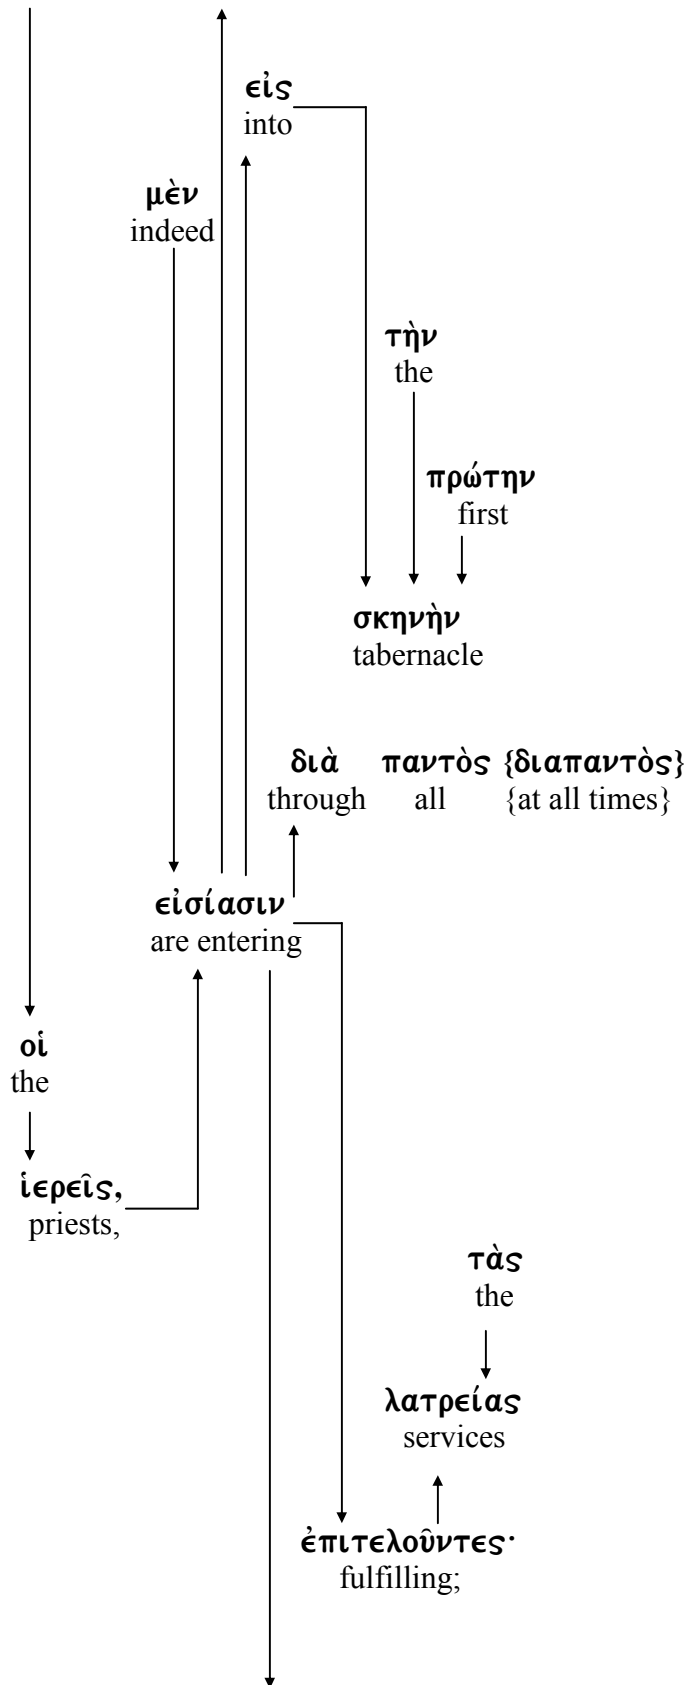 εἰς
into
μὲν
indeed
τὴν
the
πρώτην
first
σκηνὴν
tabernacle
διὰ παντὸς {διαπαντὸς}
through all {at all times}
εἰσίασιν
are entering
οἱ
the
ἱερεῖς,
priests,
τὰς
the
λατρείας
services
ἐπιτελοῦντες·
fulfilling;